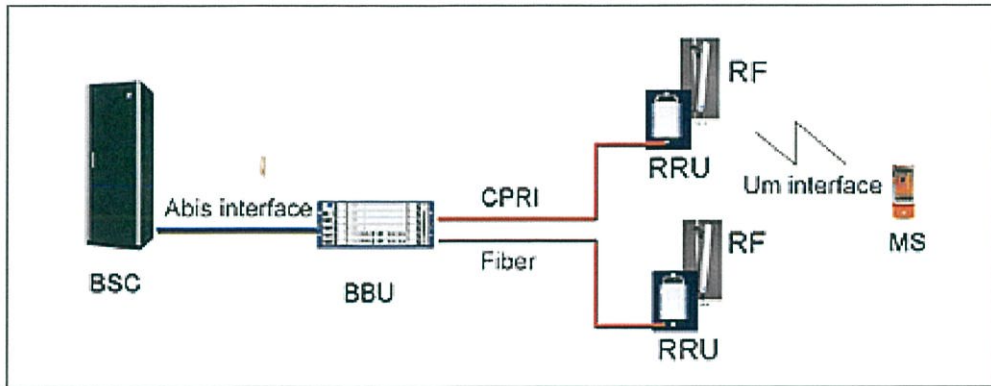 RF
RRU
Um interface
MS
Abis interface
CPRI
Fiber
BSC
BBU
RF
RRU